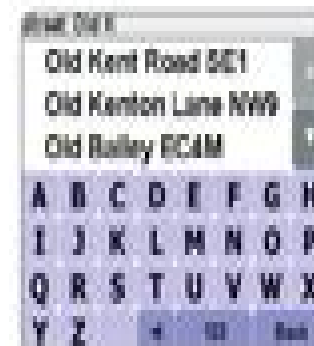 Old Kent Road SE1
Old Kenton Lane NW9
Old Bailey EC4M
A B C D E F G H
I J K L M N O P
Q R S T U V W X
Y Z